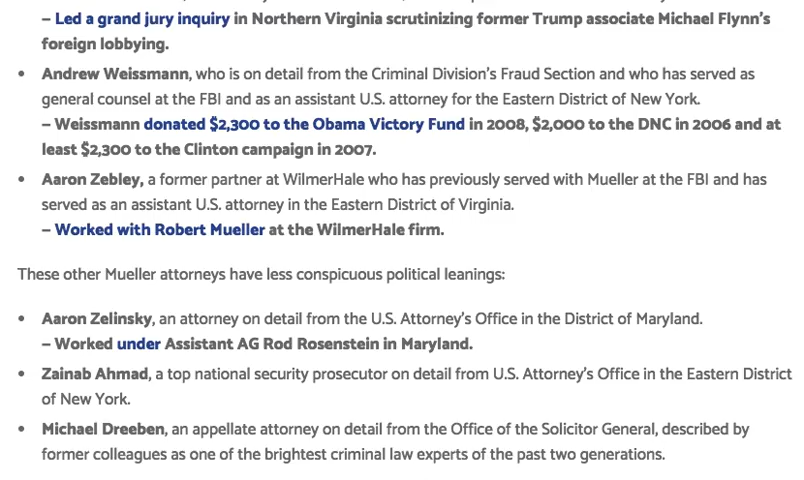 – Led a grand jury inquiry in Northern Virginia scrutinizing former Trump associate Michael Flynn's
foreign lobbying.
• Andrew Weissmann, who is on detail from the Criminal Division's Fraud Section and who has served as
general counsel at the FBI and as an assistant U.S. attorney for the Eastern District of New York.
– Weissmann donated $2,300 to the Obama Victory Fund in 2008, $2,000 to the DNC in 2006 and at
least $2,300 to the Clinton campaign in 2007.
• Aaron Zebley, a former partner at WilmerHale who has previously served with Mueller at the FBI and has
served as an assistant U.S. attorney in the Eastern District of Virginia.
– Worked with Robert Mueller at the WilmerHale firm.
These other Mueller attorneys have less conspicuous political leanings:
• Aaron Zelinsky, an attorney on detail from the U.S. Attorney's Office in the District of Maryland.
– Worked under Assistant AG Rod Rosenstein in Maryland.
• Zainab Ahmad, a top national security prosecutor on detail from U.S. Attorney's Office in the Eastern District
of New York.
• Michael Dreeben, an appellate attorney on detail from the Office of the Solicitor General, described by
former colleagues as one of the brightest criminal law experts of the past two generations.